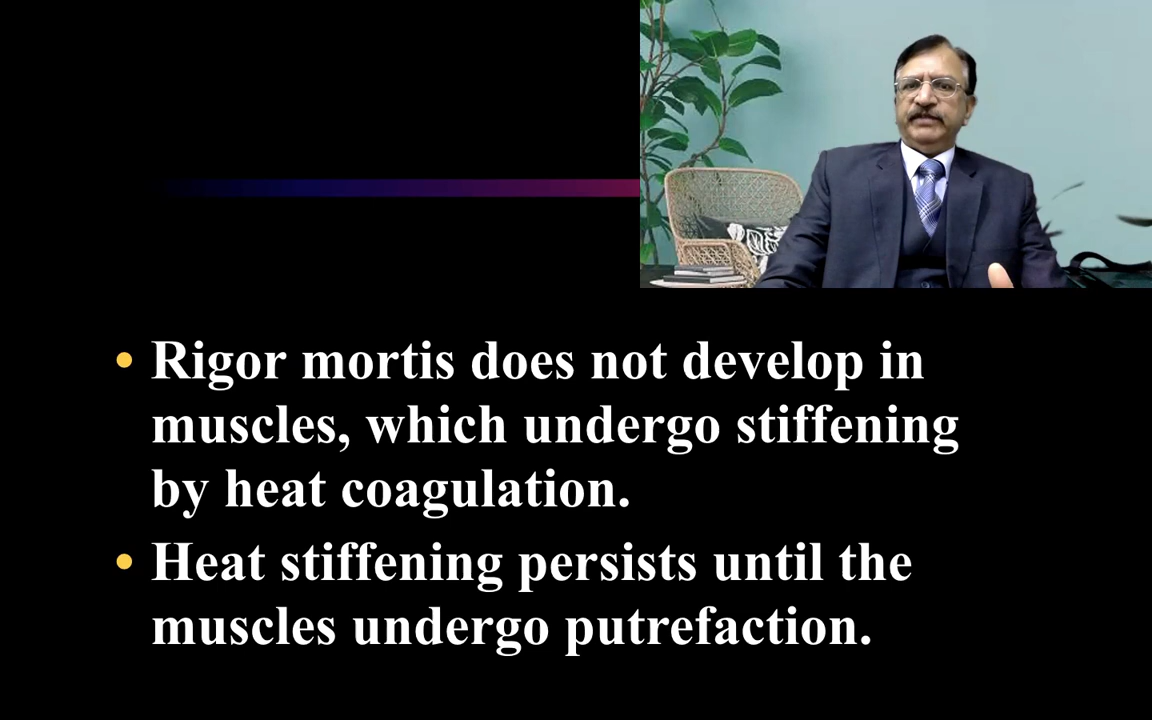 • Rigor mortis does not develop in
muscles, which undergo stiffening
by heat coagulation.
• Heat stiffening persists until the
muscles undergo putrefaction.